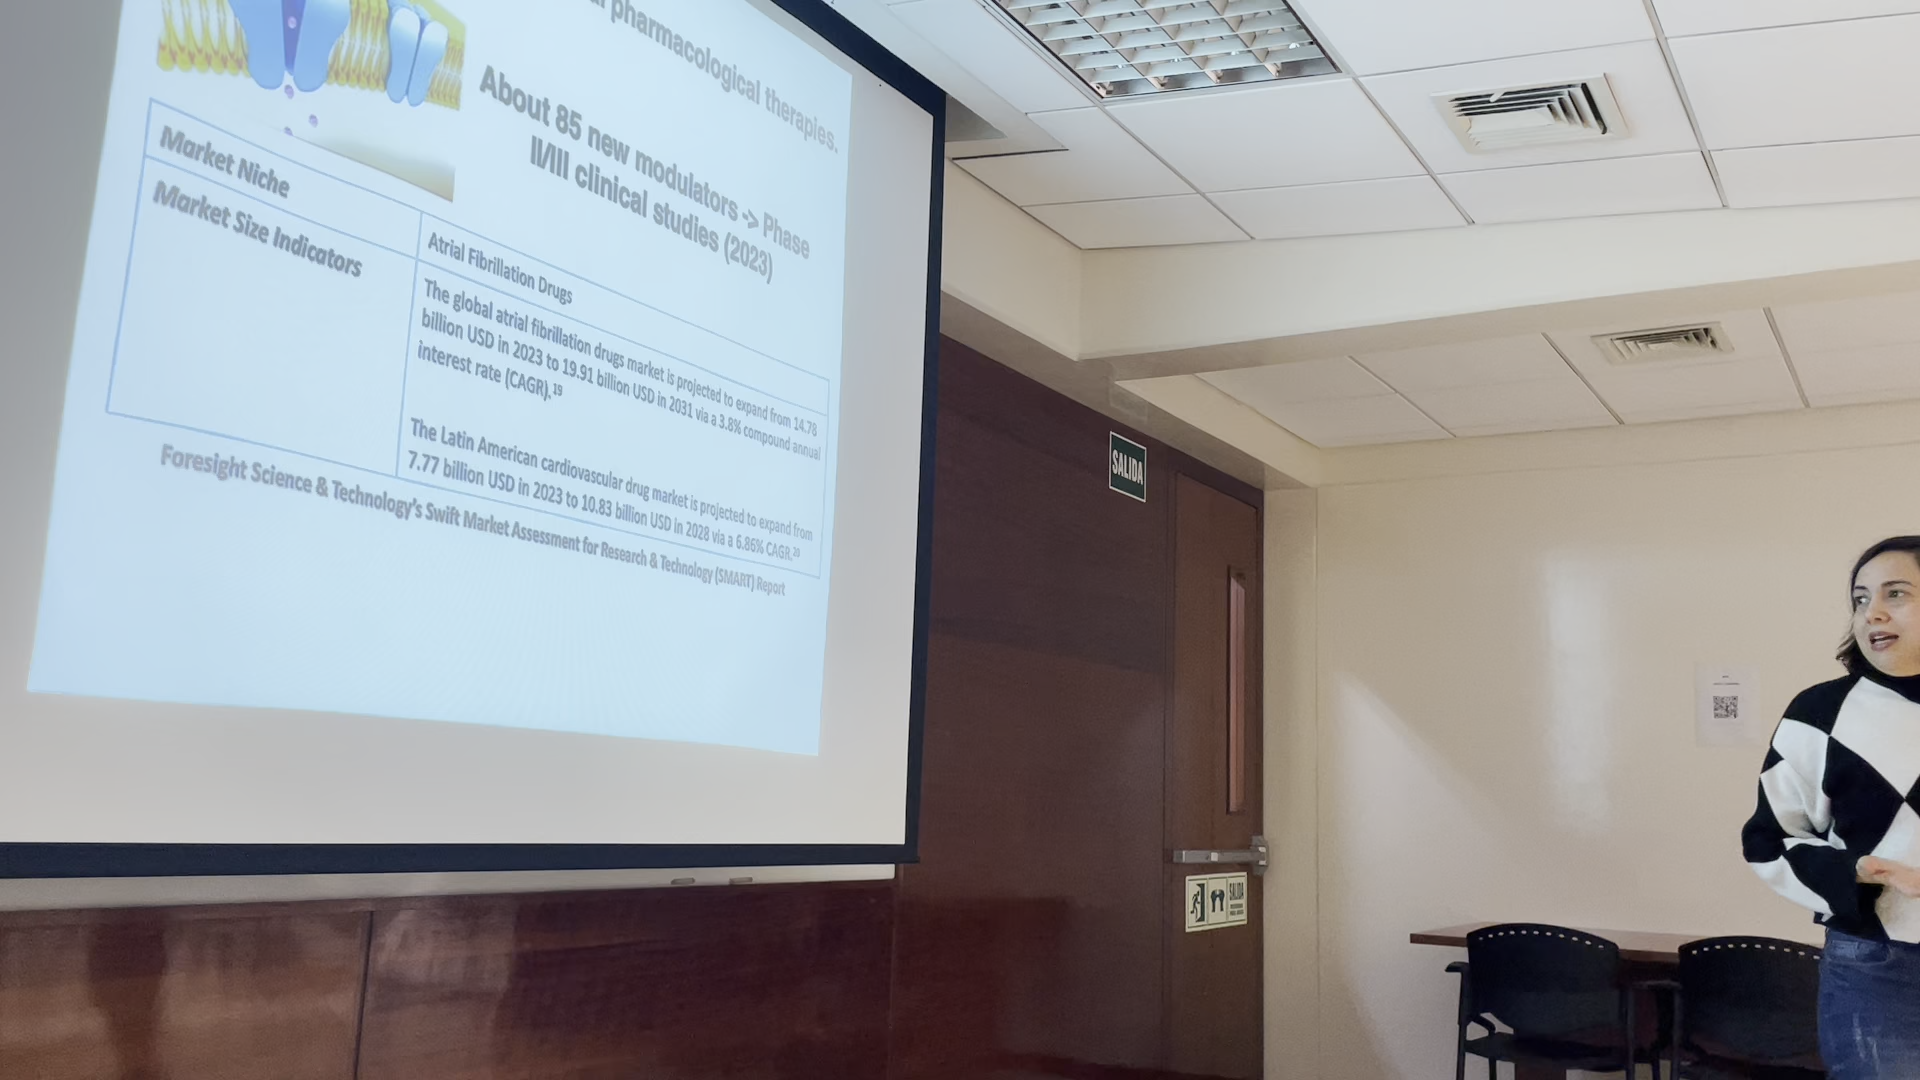 pharmacological therapies.
About 85 new modulators -> Phase
II/III clinical studies (2023)
Market Niche
Atrial Fibrillation Drugs
Market Size Indicators
The global atrial fibrillation drugs market is projected to expand from 14.78
billion USD in 2023 to 19.91 billion USD in 2031 via a 3.8% compound annual
interest rate (CAGR).19
The Latin American cardiovascular drug market is projected to expand from
7.77 billion USD in 2023 to 10.83 billion USD in 2028 via a 6.86% CAGR.20
Foresight Science & Technology's Swift Market Assessment for Research & Technology (SMART) Report
SALIDA
SALIDA